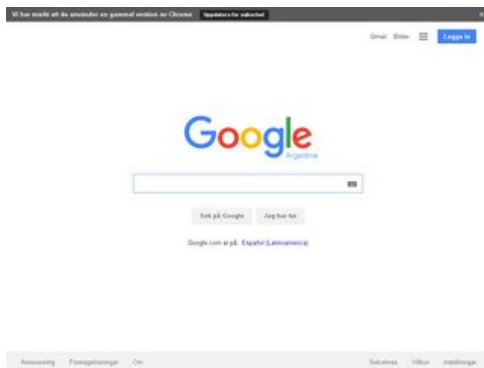 Vi har märkt att du använder en gammal version av Chrome Uppdatera för säkerhet ×
Gmail Bilder Logga in
Google
Argentina
Sök på Google Jag har tur
Google.com.ar på: Español (Latinoamérica)
Annonsering Företagslösningar Om Sekretess Villkor Inställningar